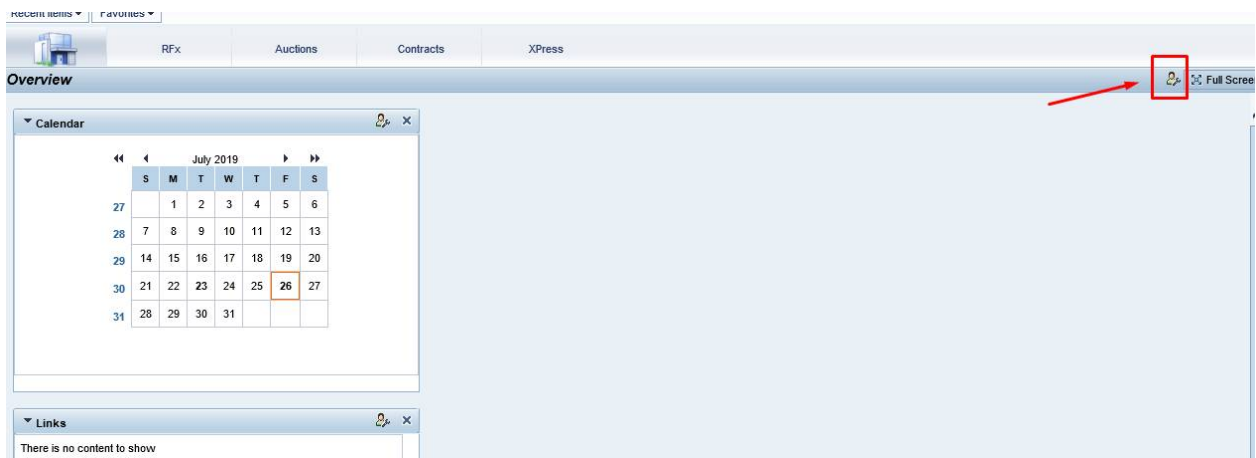 Recent Items Favorites
RFx Auctions Contracts XPress
Overview Full Scree
Calendar
July 2019
S M T W T F S
27 1 2 3 4 5 6
28 7 8 9 10 11 12 13
29 14 15 16 17 18 19 20
30 21 22 23 24 25 26 27
31 28 29 30 31
Links
There is no content to show